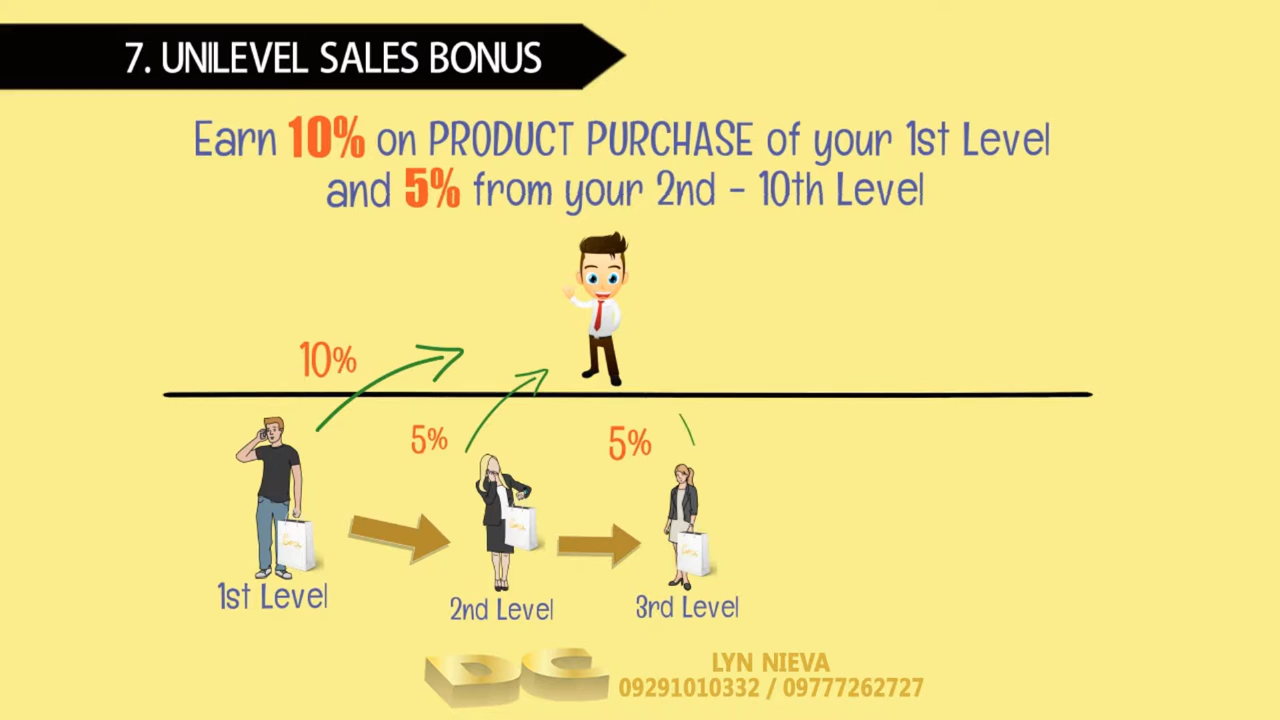 7. UNILEVEL SALES BONUS
Earn 10% on PRODUCT PURCHASE of your 1st Level
and 5% from your 2nd - 10th Level
10%
5%
5%
1st Level
2nd Level
3rd Level
DC
LYN NIEVA
09291010332 / 09777262727